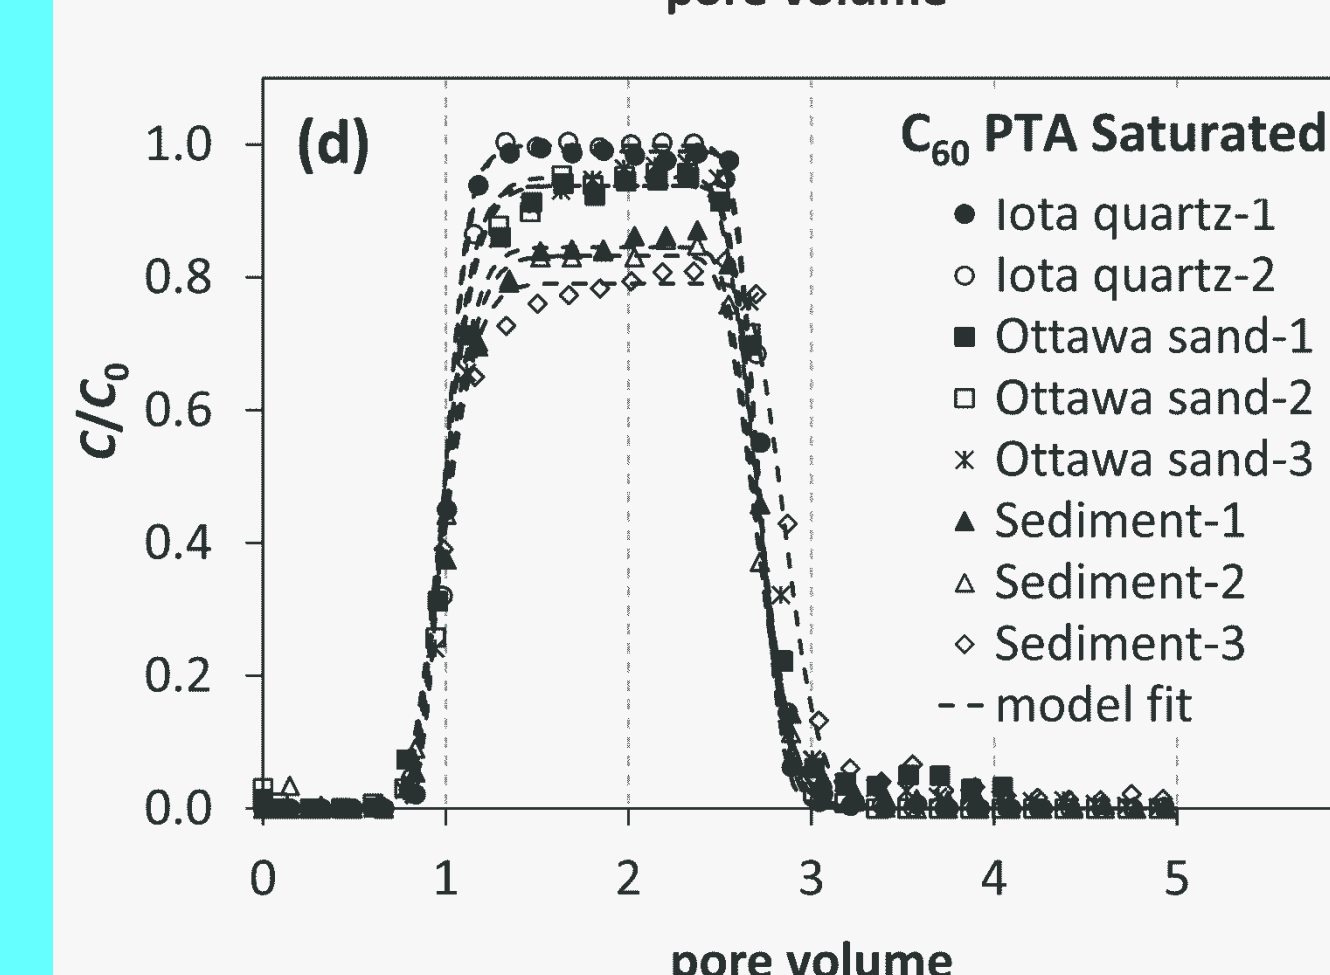 pore volume
(d)
C60 PTA Saturated
Iota quartz-1
Iota quartz-2
Ottawa sand-1
Ottawa sand-2
Ottawa sand-3
Sediment-1
Sediment-2
Sediment-3
model fit
C/C0
1.0
0.8
0.6
0.4
0.2
0.0
0 1 2 3 4 5
pore volume